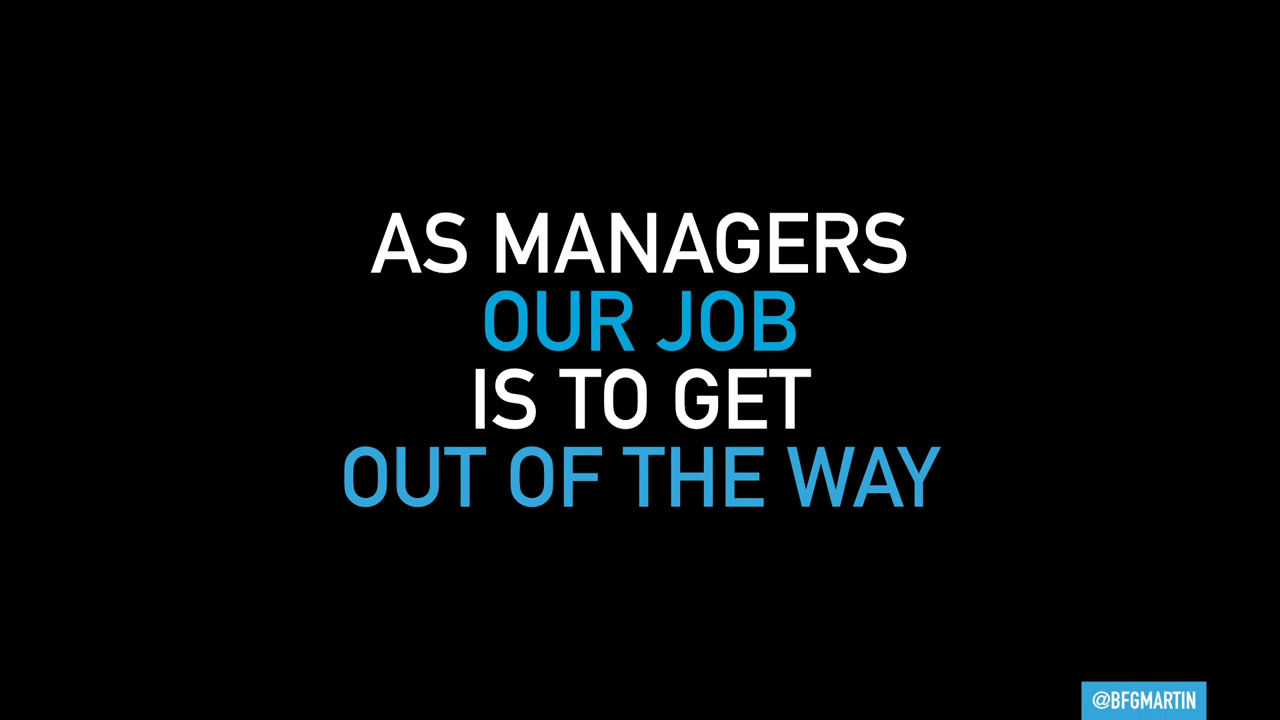 AS MANAGERS
OUR JOB
IS TO GET
OUT OF THE WAY
@BFGMARTIN